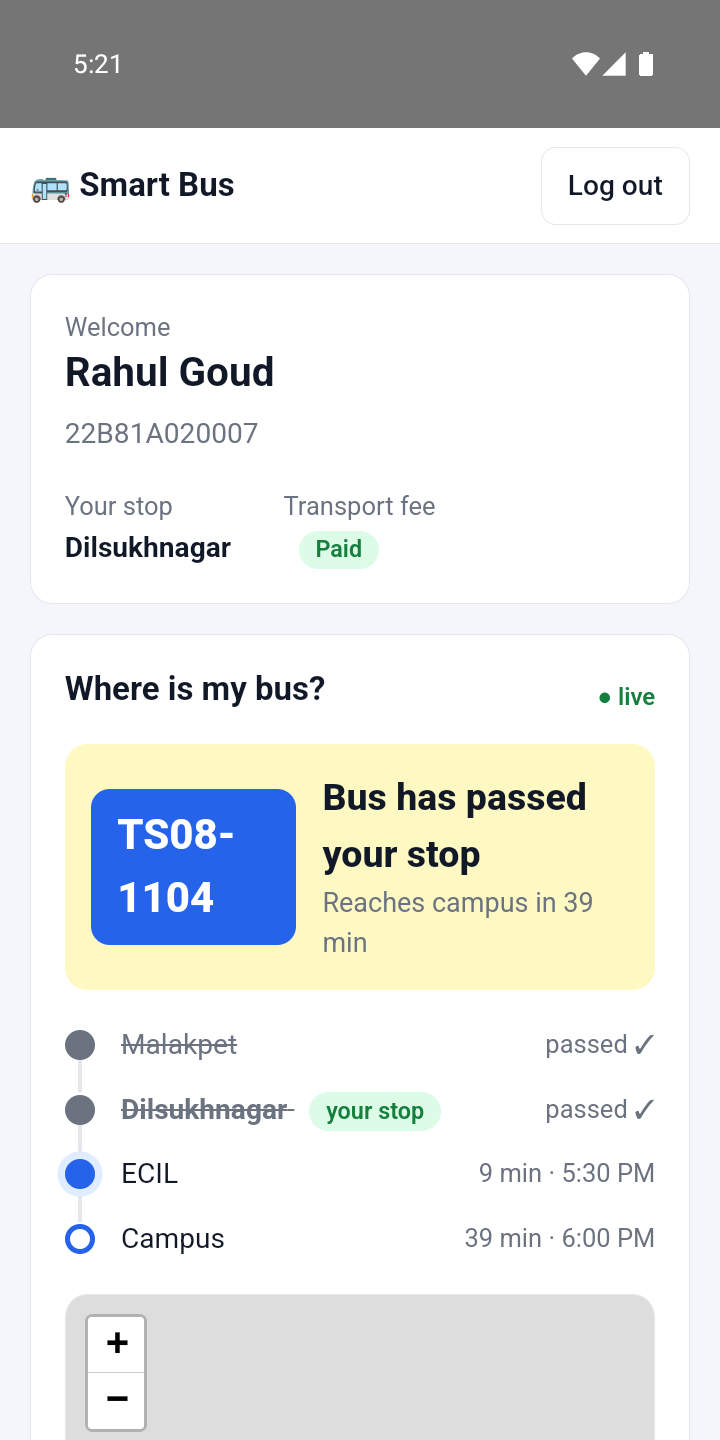 5:21
Smart Bus
Log out
Welcome
Rahul Goud
22B81A020007
Your stop
Transport fee
Dilsukhnagar
Paid
Where is my bus?
● live
TS08-
1104
Bus has passed
your stop
Reaches campus in 39
min
Malakpet
passed ✓
Dilsukhnagar your stop
passed ✓
ECIL
9 min · 5:30 PM
Campus
39 min · 6:00 PM
+
−